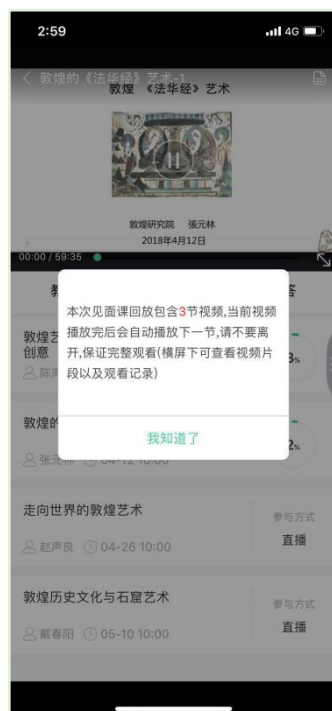 2:59
4G
敦煌的《法华经》艺术-1
敦煌 《法华经》艺术
敦煌研究院 張元林
2018年4月12日
00:00 / 59:35
本次见面课回放包含3节视频,当前视频
播放完后会自动播放下一节,请不要离
开,保证完整观看(横屏下可查看视频片
段以及观看记录)
我知道了
敦煌艺
创意
敦煌的
04-12 10:00
走向世界的敦煌艺术
参与方式
赵声良 04-26 10:00
直播
敦煌历史文化与石窟艺术
参与方式
戴春阳 05-10 10:00
直播